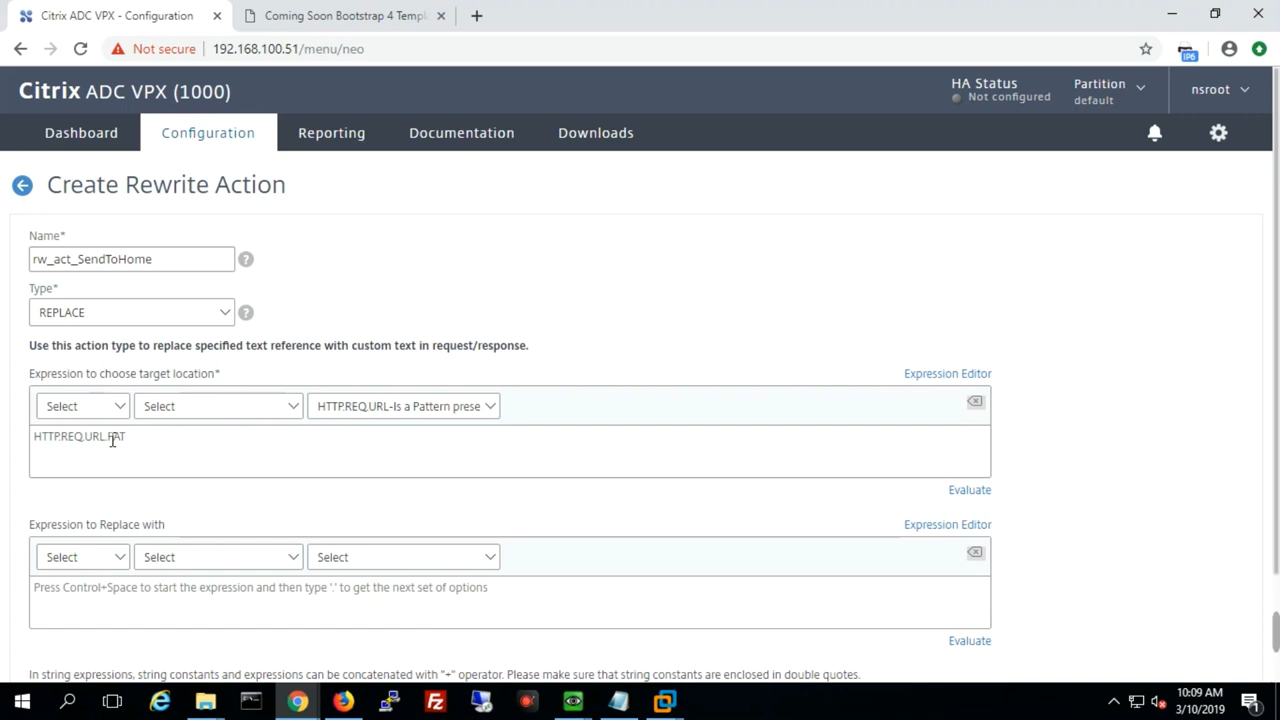 Citrix ADC VPX - Configuration
Coming Soon Bootstrap 4 Templ
Not secure 192.168.100.51/menu/neo
IP6
Citrix ADC VPX (1000)
HA Status
Not configured
Partition
default
nsroot
Dashboard Configuration Reporting Documentation Downloads
Create Rewrite Action
Name*
rw_act_SendToHome
?
Type*
REPLACE
?
Use this action type to replace specified text reference with custom text in request/response.
Expression to choose target location* Expression Editor
Select Select HTTP.REQ.URL-Is a Pattern prese
HTTP.REQ.URL.PAT
Evaluate
Expression to Replace with Expression Editor
Select Select Select
Press Control+Space to start the expression and then type '.' to get the next set of options
Evaluate
In string expressions, string constants and expressions can be concatenated with "+" operator. Please make sure that string constants are enclosed in double quotes.
10:09 AM
3/10/2019
1